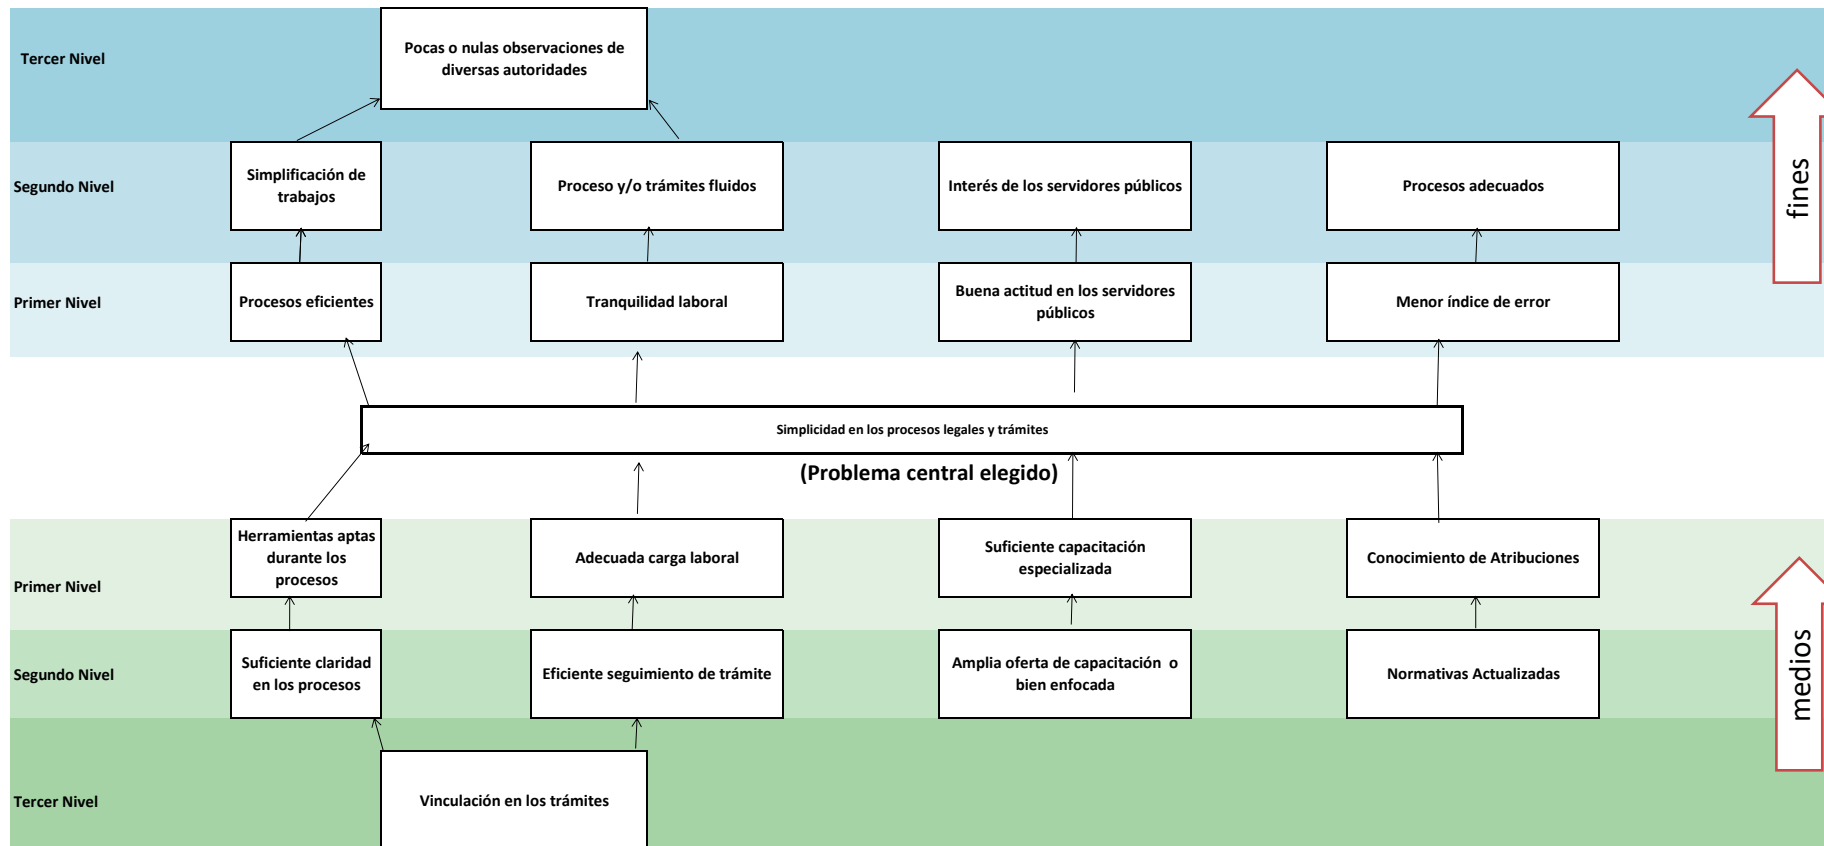 Tercer Nivel
Pocas o nulas observaciones de
diversas autoridades
Segundo Nivel
Simplificación de
trabajos
Proceso y/o trámites fluidos
Interés de los servidores públicos
Procesos adecuados
fines
Primer Nivel
Procesos eficientes
Tranquilidad laboral
Buena actitud en los servidores
públicos
Menor índice de error
Simplicidad en los procesos legales y trámites
(Problema central elegido)
Primer Nivel
Herramientas aptas
durante los
procesos
Adecuada carga laboral
Suficiente capacitación
especializada
Conocimiento de Atribuciones
Segundo Nivel
Suficiente claridad
en los procesos
Eficiente seguimiento de trámite
Amplia oferta de capacitación  o
bien enfocada
Normativas Actualizadas
medios
Tercer Nivel
Vinculación en los trámites